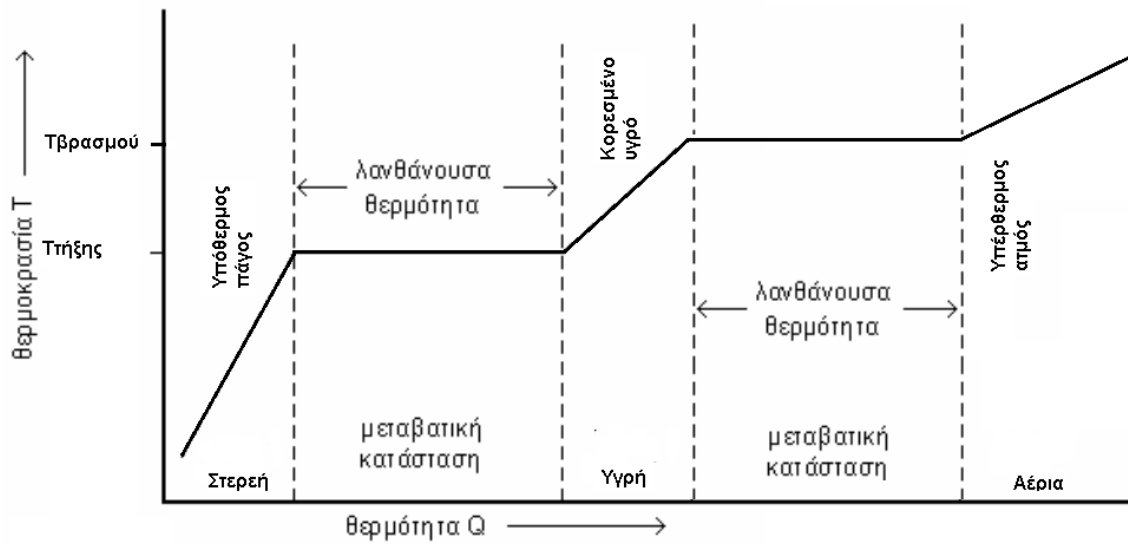 θερμοκρασία Τ
Τβρασμού
Ττήξης
Υπόθερμος
πάγος
λανθάνουσα
θερμότητα
Κορεσμένο
υγρό
λανθάνουσα
θερμότητα
Υπέρθερμος
ατμός
Στερεή
μεταβατική
κατάσταση
Υγρή
μεταβατική
κατάσταση
Αέρια
θερμότητα Q